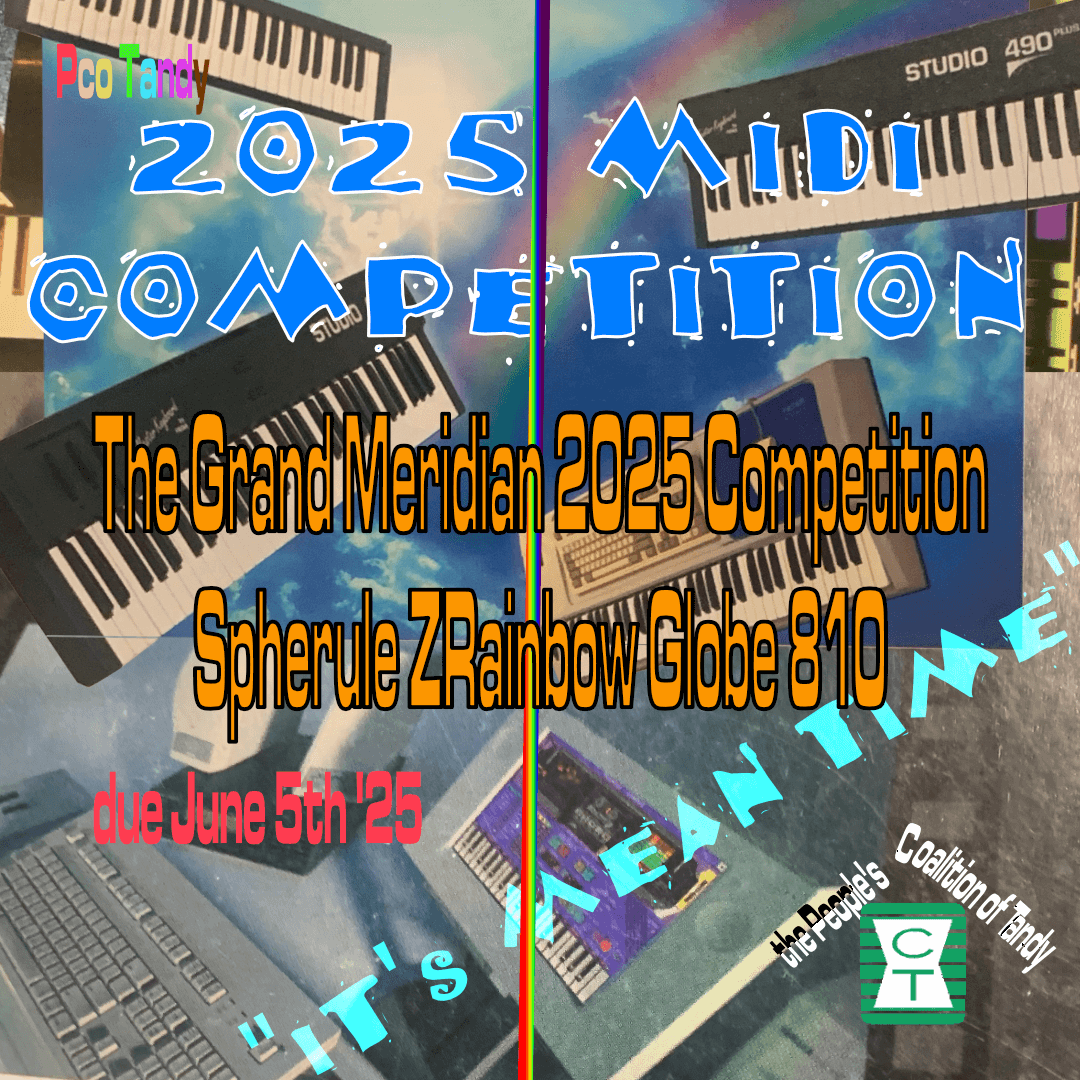 Pco Tandy
STUDIO 490 PLUS
2025 MIDI
COMPETITION
STUDIO
The Grand Meridian 2025 Competition
Spherule ZRainbow Globe 810
due June 5th '25
"IT'S MEAN TIME"
the People's Coalition of Tandy
CT